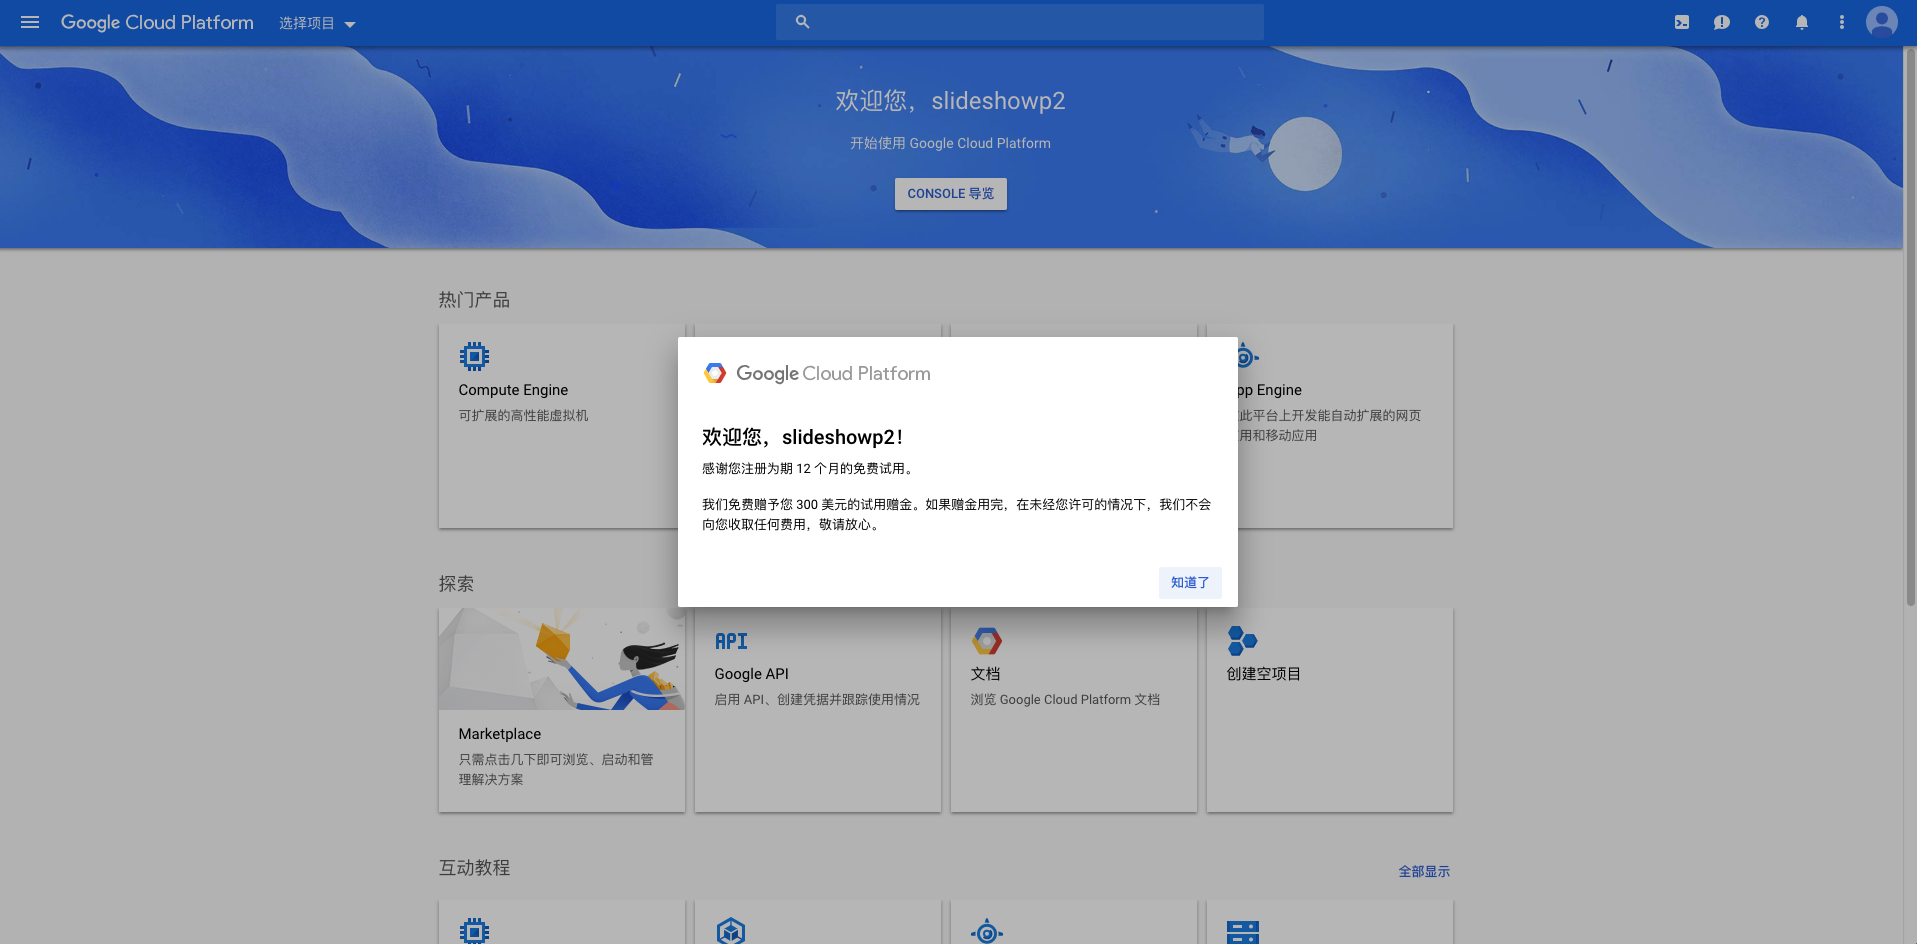 Google Cloud Platform
选择项目
欢迎您，slideshowp2
开始使用 Google Cloud Platform
CONSOLE 导览
热门产品
Compute Engine
可扩展的高性能虚拟机
pp Engine
此平台上开发能自动扩展的网页
用和移动应用
Google Cloud Platform
欢迎您，slideshowp2！
感谢您注册为期 12 个月的免费试用。
我们免费赠予您 300 美元的试用赠金。如果赠金用完，在未经您许可的情况下，我们不会
向您收取任何费用，敬请放心。
知道了
探索
Marketplace
只需点击几下即可浏览、启动和管
理解决方案
API
Google API
启用 API、创建凭据并跟踪使用情况
文档
浏览 Google Cloud Platform 文档
创建空项目
互动教程
全部显示